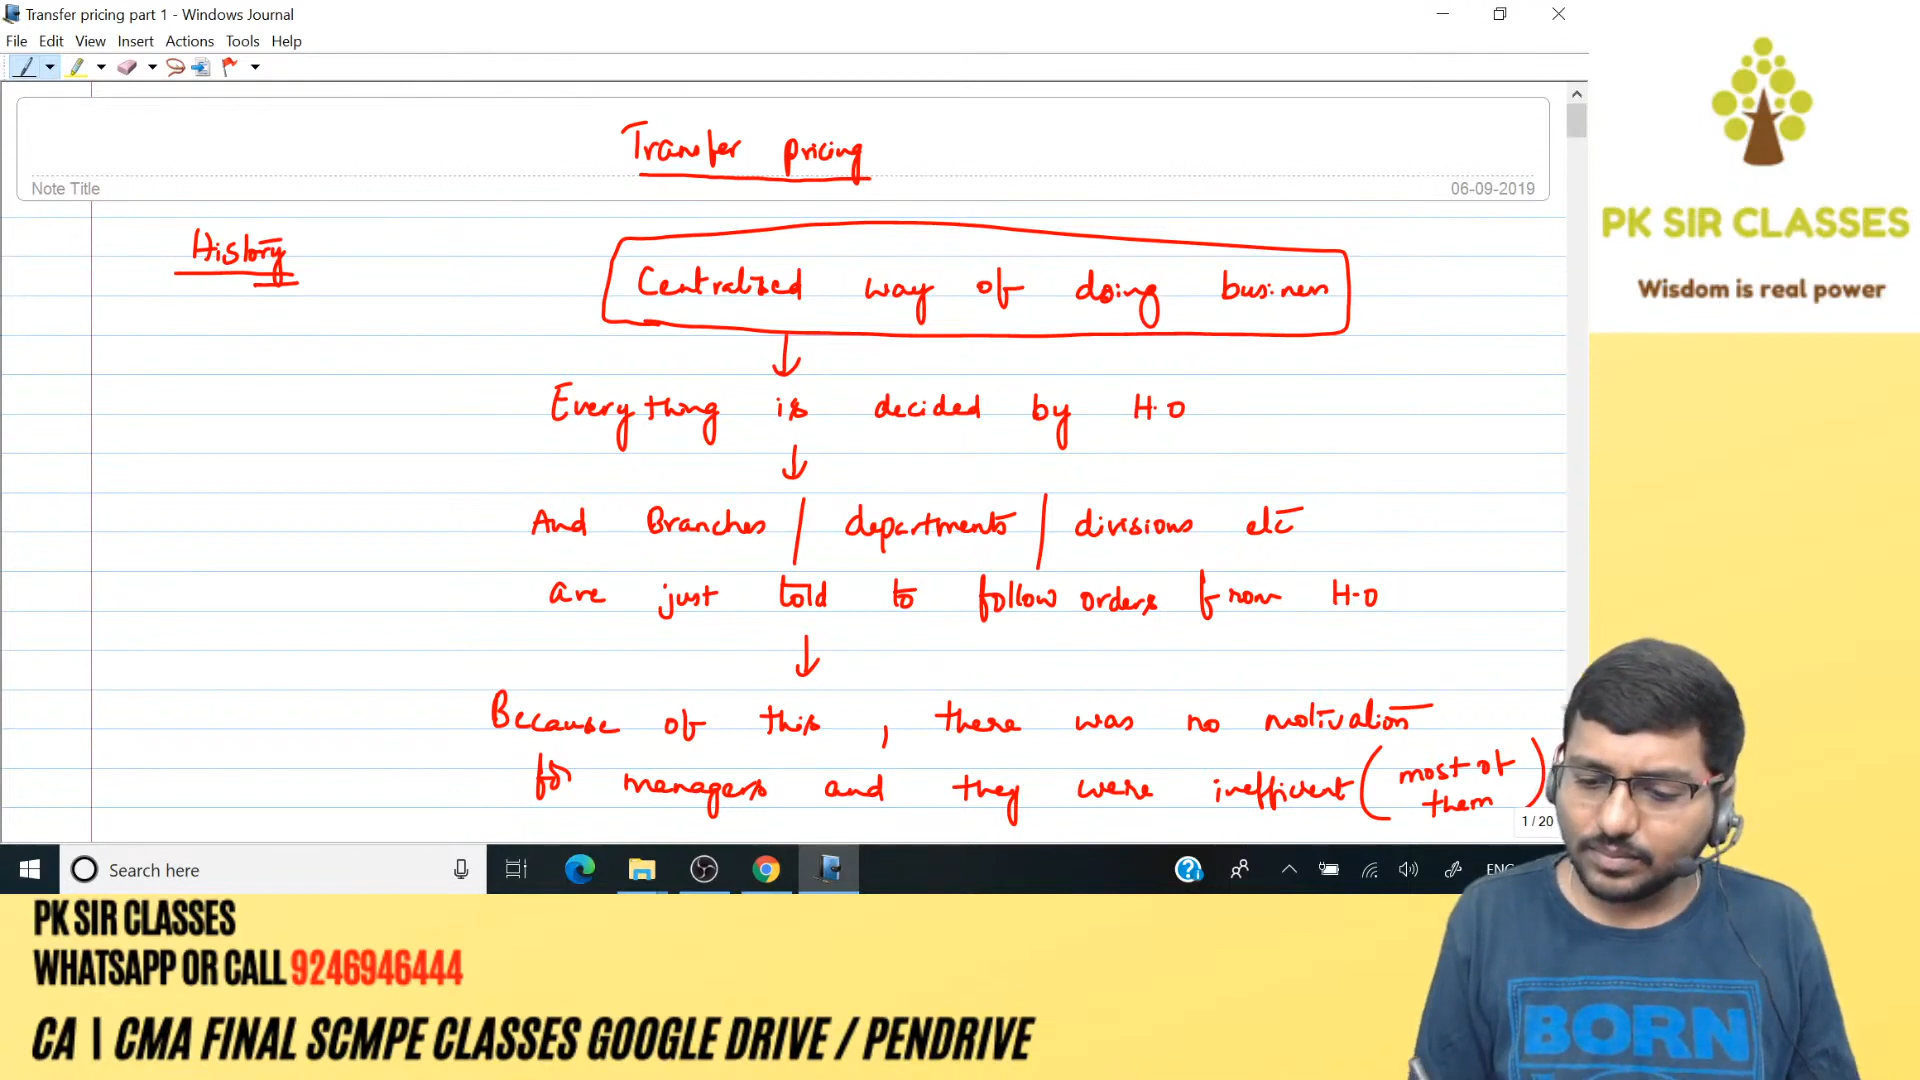 Transfer pricing part 1 - Windows Journal
File Edit View Insert Actions Tools Help
Transfer pricing
Note Title
06-09-2019
History
Centralized way of doing business
Everything is decided by H.O
And Branches / departments / divisions etc
are just told to follow orders from H.O
Because of this, there was no motivation
for managers and they were inefficient (most of
them)
1 / 20
PK SIR CLASSES
Wisdom is real power
Search here
ENG
PK SIR CLASSES
WHATSAPP OR CALL 9246946444
CA \ CMA FINAL SCMPE CLASSES GOOGLE DRIVE / PENDRIVE
BORN